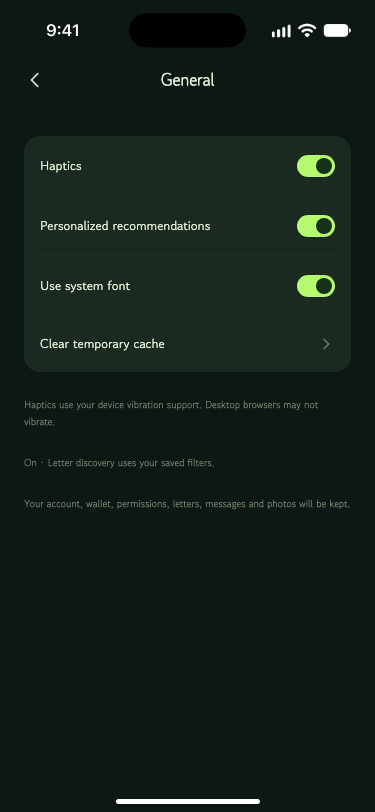 9:41
General
Haptics
Personalized recommendations
Use system font
Clear temporary cache
Haptics use your device vibration support. Desktop browsers may not
vibrate.
On · Letter discovery uses your saved filters.
Your account, wallet, permissions, letters, messages and photos will be kept.